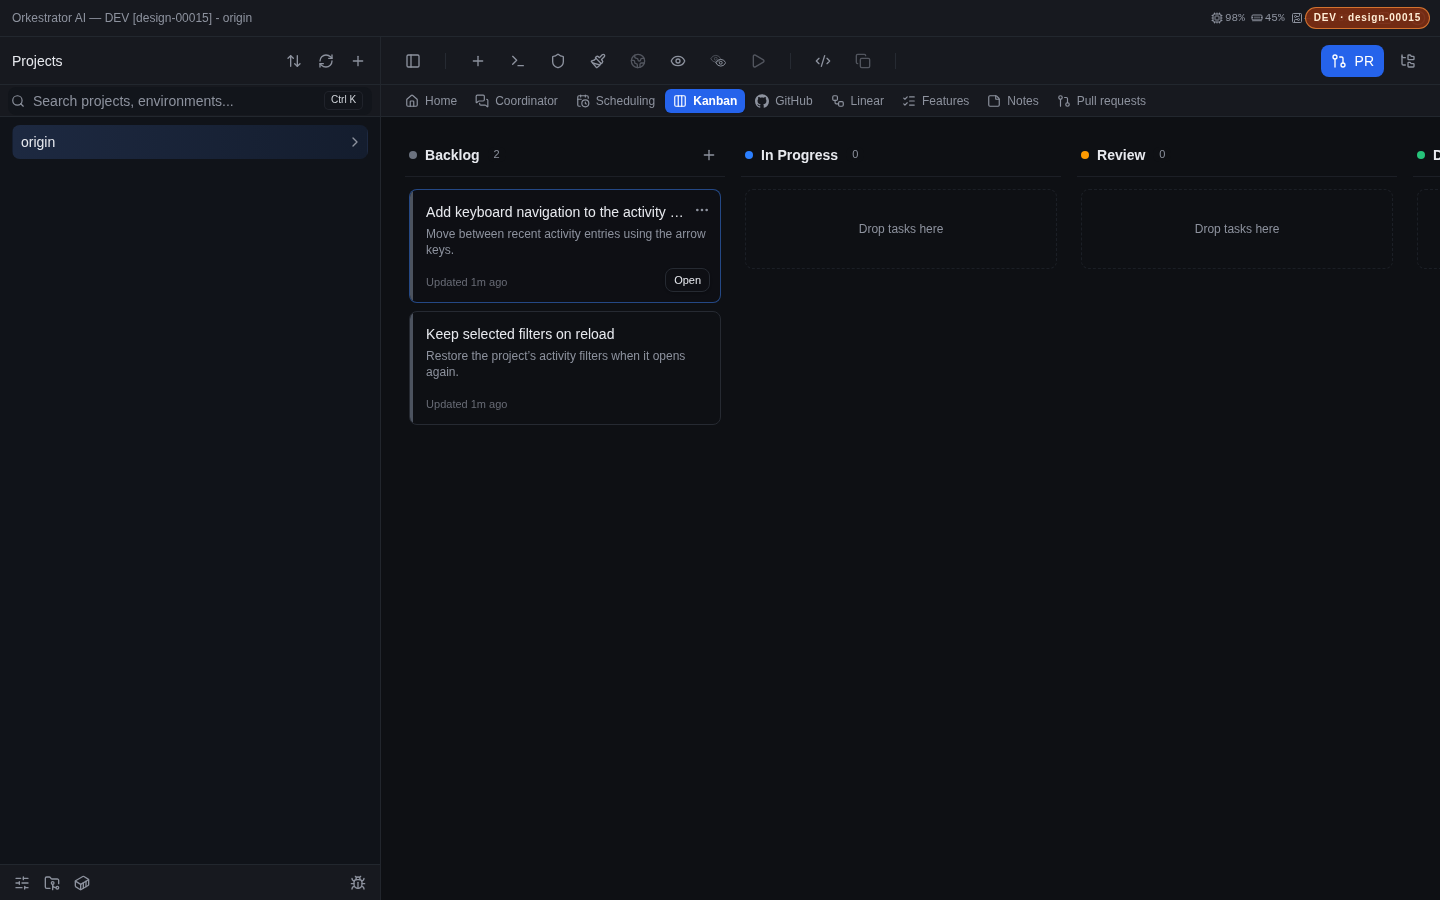 Orkestrator AI — DEV [design-00015] - origin
98% 45% DEV · design-00015
Projects
PR
Search projects, environments... Ctrl K
Home Coordinator Scheduling Kanban GitHub Linear Features Notes Pull requests
origin
Backlog 2
In Progress 0
Review 0
D
Add keyboard navigation to the activity …
Move between recent activity entries using the arrow
keys.
Updated 1m ago
Open
Drop tasks here
Drop tasks here
Keep selected filters on reload
Restore the project's activity filters when it opens
again.
Updated 1m ago